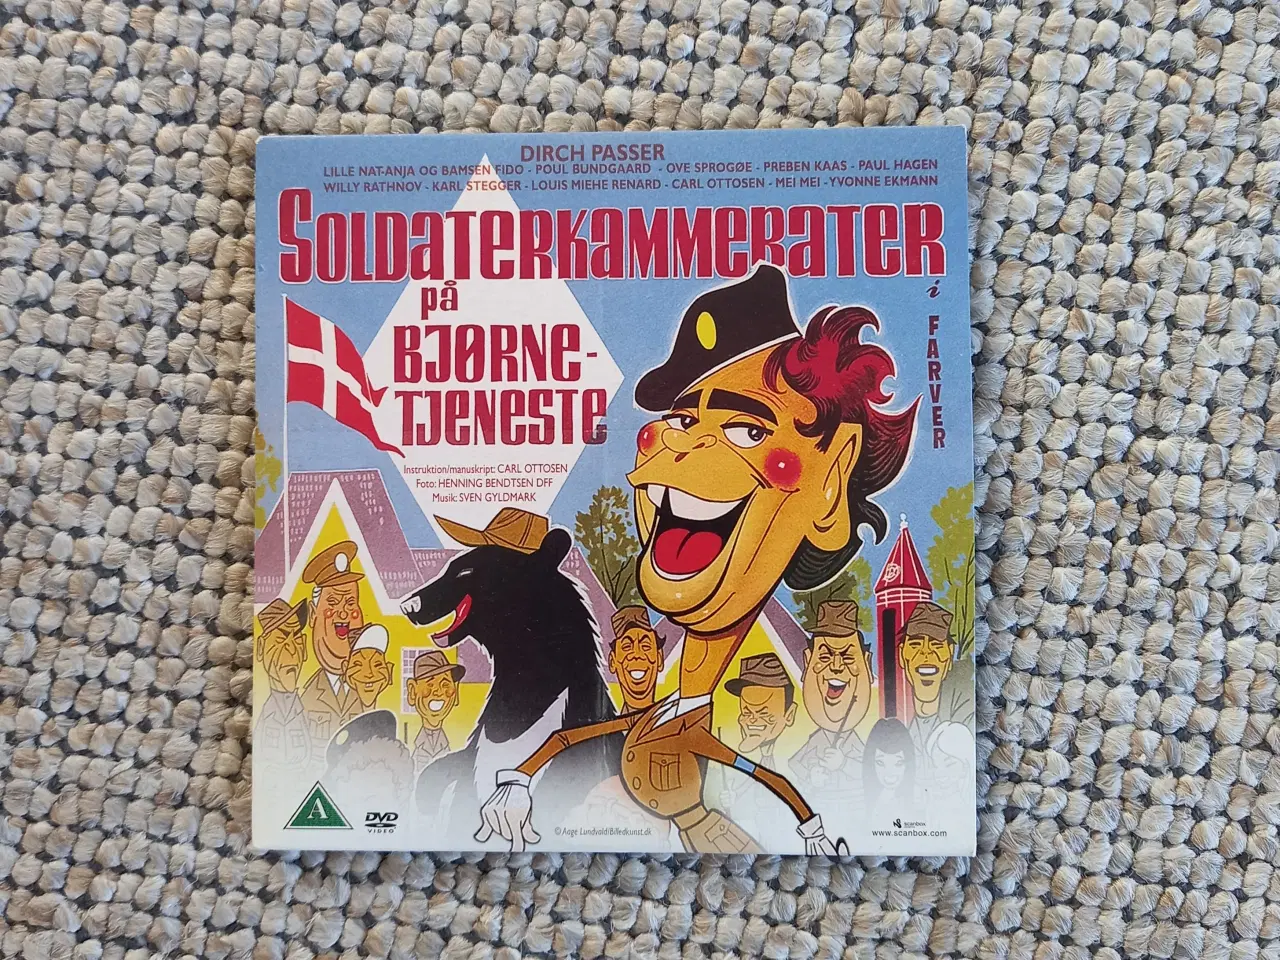 DIRCH PASSER
LILLE NAT-ANJA OG BAMSEN FIDO - POUL BUNDGAARD - OVE SPROGØE - PREBEN KAAS - PAUL HAGEN
WILLY RATHNOV - KARL STEGGER - LOUIS MIEHE RENARD - CARL OTTOSEN - MEI MEI - YVONNE EKMANN
SOLDATERKAMMERATER
på
BJØRNE-
TJENESTE
i
FARVER
Instruktion/manuskript: CARL OTTOSEN
Foto: HENNING BENDTSEN DFF
Musik: SVEN GYLDMARK
A
DVD
VIDEO
© Aage Lundvald/Billedkunst.dk
scanbox
www.scanbox.com